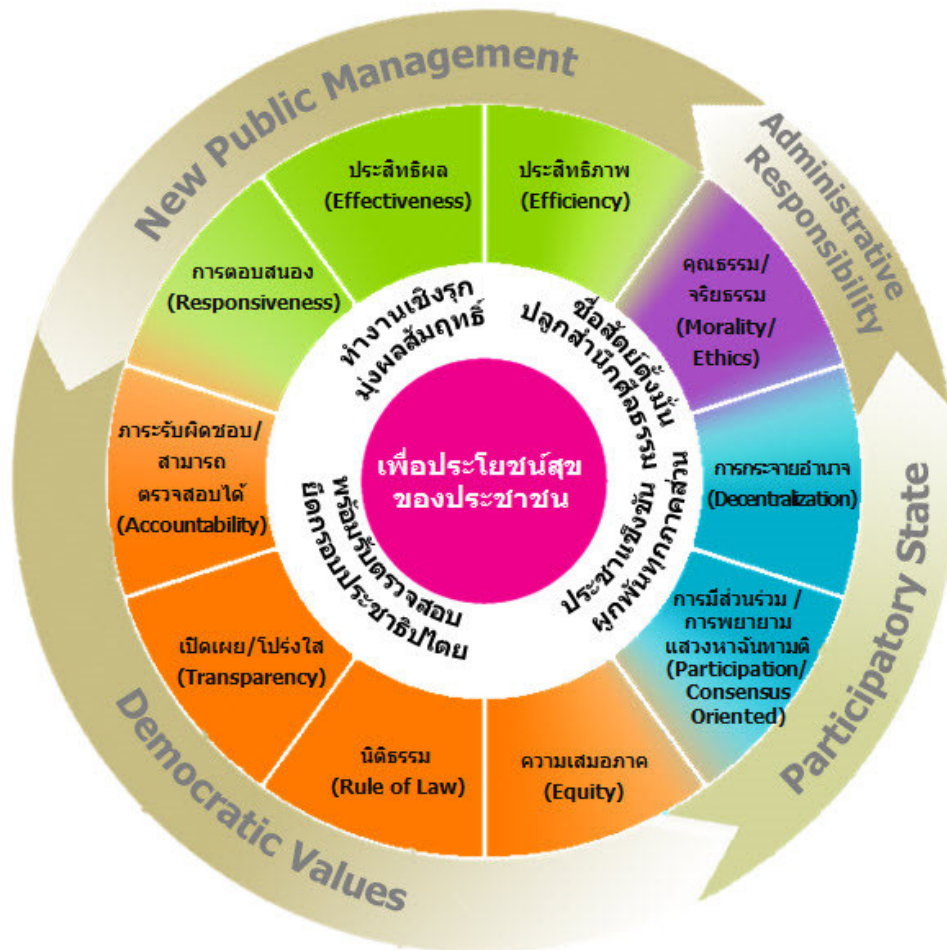 New Public Management
Administrative
Responsibility
Participatory State
Democratic Values
ประสิทธิผล
(Effectiveness)
ประสิทธิภาพ
(Efficiency)
คุณธรรม/
จริยธรรม
(Morality/
Ethics)
การกระจายอำนาจ
(Decentralization)
การมีส่วนร่วม /
การพยายาม
แสวงหาฉันทามติ
(Participation/
Consensus
Oriented)
ความเสมอภาค
(Equity)
นิติธรรม
(Rule of Law)
เปิดเผย/โปร่งใส
(Transparency)
ภาระรับผิดชอบ/
สามารถ
ตรวจสอบได้
(Accountability)
การตอบสนอง
(Responsiveness)
ทำงานเชิงรุก
มุ่งผลสัมฤทธิ์
ซื่อสัตย์ตั้งมั่น
ปลูกสำนึกศีลธรรม
ประชาแข็งขัน
ผูกพันทุกภาคส่วน
พร้อมรับตรวจสอบ
ยึดกรอบประชาธิปไตย
เพื่อประโยชน์สุข
ของประชาชน